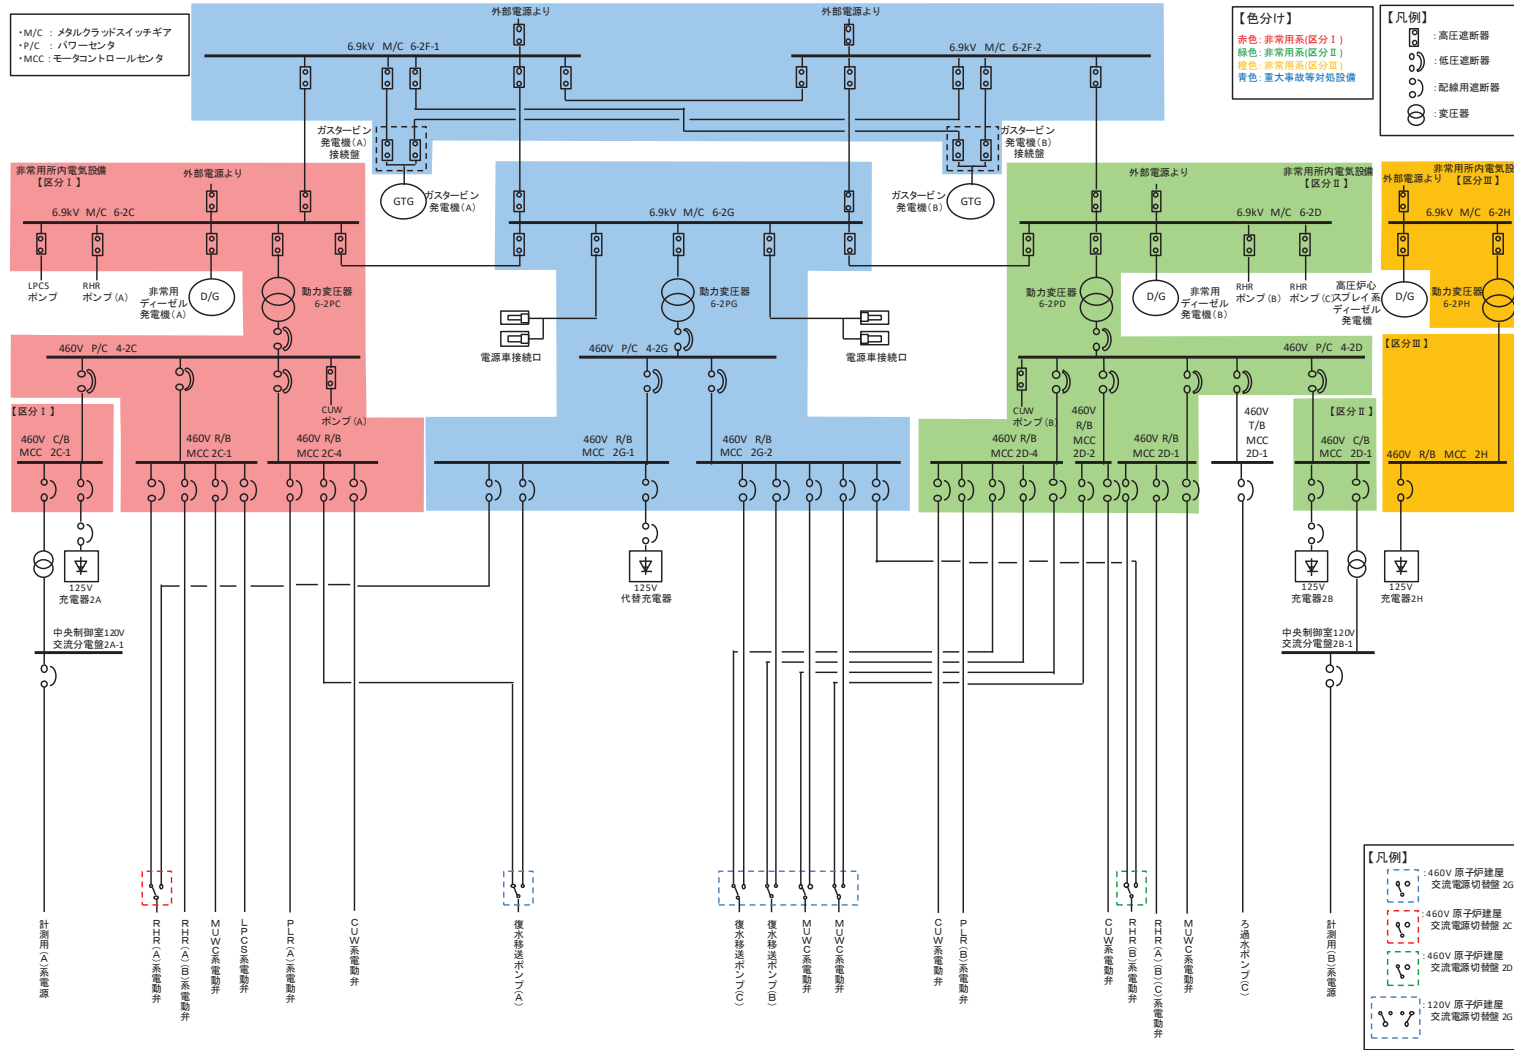 ・M/C ： メタルクラッドスイッチギア
・P/C ： パワーセンタ
・MCC ： モータコントロールセンタ
外部電源より
外部電源より
6.9kV M/C 6-2F-1
6.9kV M/C 6-2F-2
【色分け】
赤色：非常用系(区分Ⅰ)
緑色：非常用系(区分Ⅱ)
橙色：非常用系(区分Ⅲ)
青色：重大事故等対処設備
【凡例】
：高圧遮断器
：低圧遮断器
：配線用遮断器
：変圧器
ガスタービン
発電機(A)
接続盤
ガスタービン
発電機(B)
接続盤
GTG
ガスタービン
発電機(A)
ガスタービン
発電機(B)
GTG
非常用所内電気設備
【区分Ⅰ】
外部電源より
6.9kV M/C 6-2C
6.9kV M/C 6-2G
外部電源より
非常用所内電気設備
【区分Ⅱ】
6.9kV M/C 6-2D
非常用所内電気設
【区分Ⅲ】
外部電源より
6.9kV M/C 6-2H
LPCS
ポンプ
RHR
ポンプ(A)
非常用
ディーゼル
発電機(A)
D/G
動力変圧器
6-2PC
動力変圧器
6-2PG
動力変圧器
6-2PD
D/G
非常用
ディーゼル
発電機(B)
RHR
ポンプ(B)
RHR
ポンプ(C)
高圧炉心
スプレイ系
ディーゼル
発電機
D/G
動力変圧器
6-2PH
電源車接続口
電源車接続口
460V P/C 4-2C
460V P/C 4-2G
460V P/C 4-2D
【区分Ⅲ】
CUW
ポンプ(A)
CUW
ポンプ(B)
【区分Ⅰ】
460V C/B
MCC 2C-1
460V R/B
MCC 2C-1
460V R/B
MCC 2C-4
460V R/B
MCC 2G-1
460V R/B
MCC 2G-2
460V R/B
MCC 2D-4
460V
R/B
MCC
2D-2
460V R/B
MCC 2D-1
460V
T/B
MCC
2D-1
【区分Ⅱ】
460V C/B
MCC 2D-1
460V R/B MCC 2H
125V
充電器2A
125V
代替充電器
125V
充電器2B
125V
充電器2H
中央制御室120V
交流分電盤2A-1
中央制御室120V
交流分電盤2B-1
計測用(A)系電源
RHR(A)系電動弁
RHR(A)(B)系電動弁
MUWC系電動弁
LPCS系電動弁
PLR(A)系電動弁
CUW系電動弁
復水移送ポンプ(A)
復水移送ポンプ(C)
復水移送ポンプ(B)
MUWC系電動弁
MUWC系電動弁
CUW系電動弁
PLR(B)系電動弁
CUW系電動弁
RHR(B)系電動弁
RHR(A)(B)(C)系電動弁
MUWC系電動弁
ろ過水ポンプ(C)
計測用(B)系電源
【凡例】
：460V 原子炉建屋
交流電源切替盤 2G
：460V 原子炉建屋
交流電源切替盤 2C
：460V 原子炉建屋
交流電源切替盤 2D
：120V 原子炉建屋
交流電源切替盤 2G